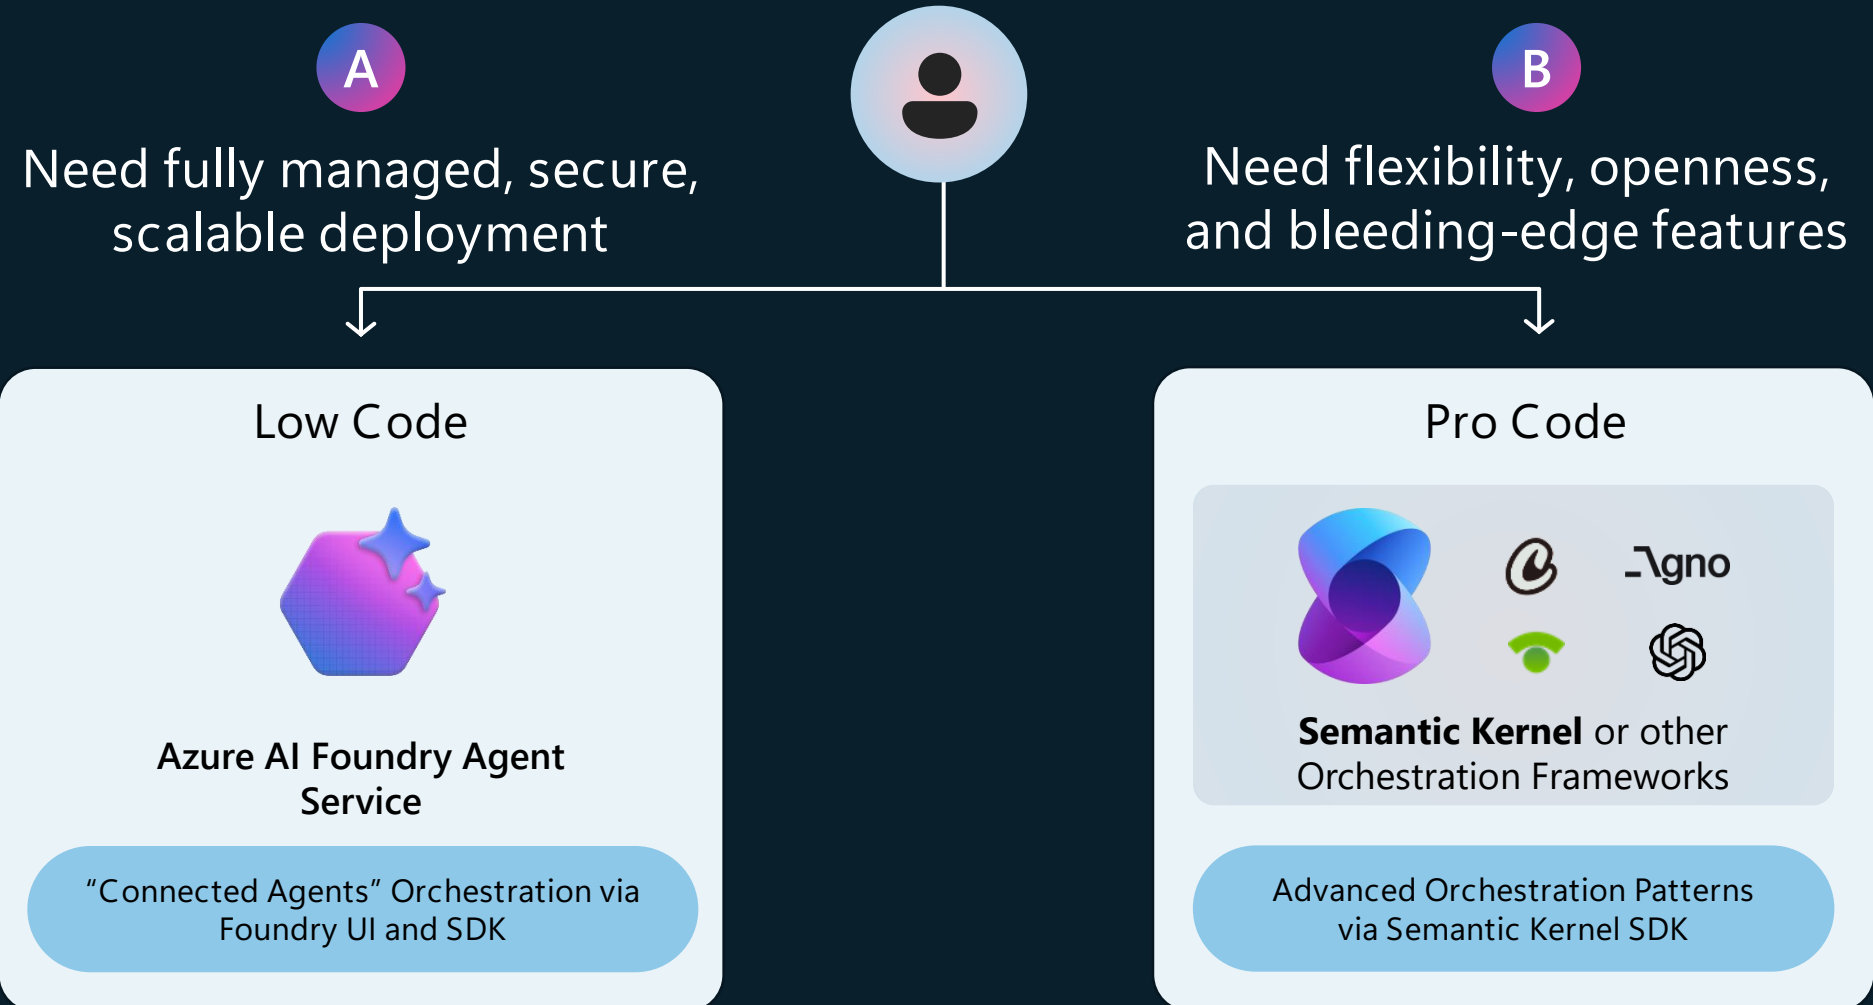 A
Need fully managed, secure,
scalable deployment
B
Need flexibility, openness,
and bleeding-edge features
Low Code
Azure AI Foundry Agent
Service
“Connected Agents” Orchestration via
Foundry UI and SDK
Pro Code
Agno
Semantic Kernel or other
Orchestration Frameworks
Advanced Orchestration Patterns
via Semantic Kernel SDK